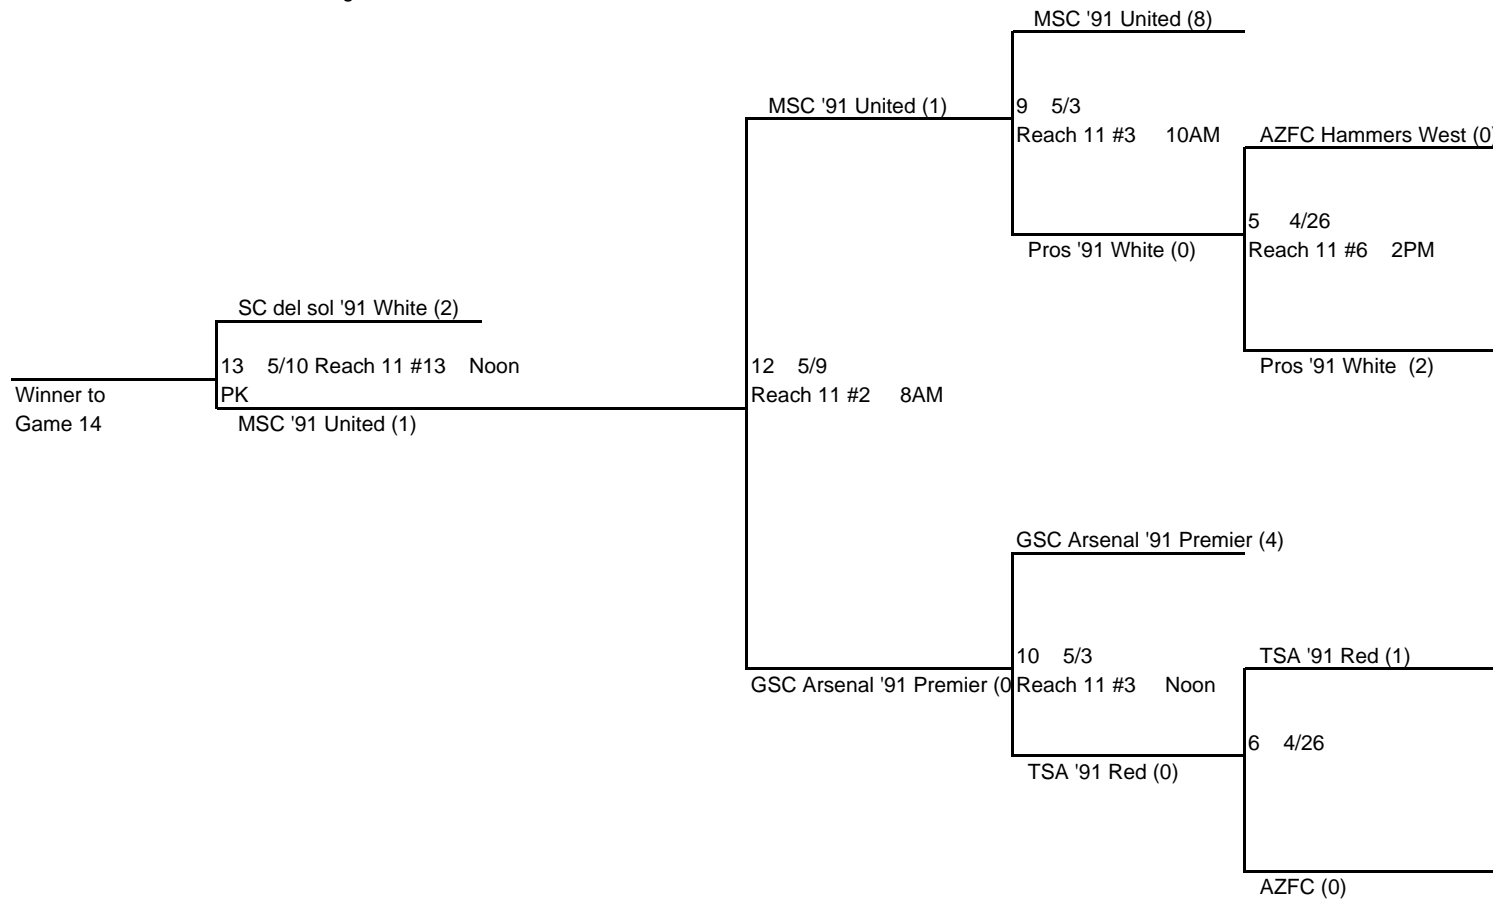 MSC '91 United (8)
MSC '91 United (1)
9 5/3
Reach 11 #3 10AM
AZFC Hammers West (0)
5 4/26
Reach 11 #6 2PM
Pros '91 White (0)
SC del sol '91 White (2)
13 5/10 Reach 11 #13 Noon
12 5/9
Pros '91 White (2)
Winner to
PK
Reach 11 #2 8AM
Game 14
MSC '91 United (1)
GSC Arsenal '91 Premier (4)
10 5/3
TSA '91 Red (1)
GSC Arsenal '91 Premier (0
Reach 11 #3 Noon
6 4/26
TSA '91 Red (0)
AZFC (0)